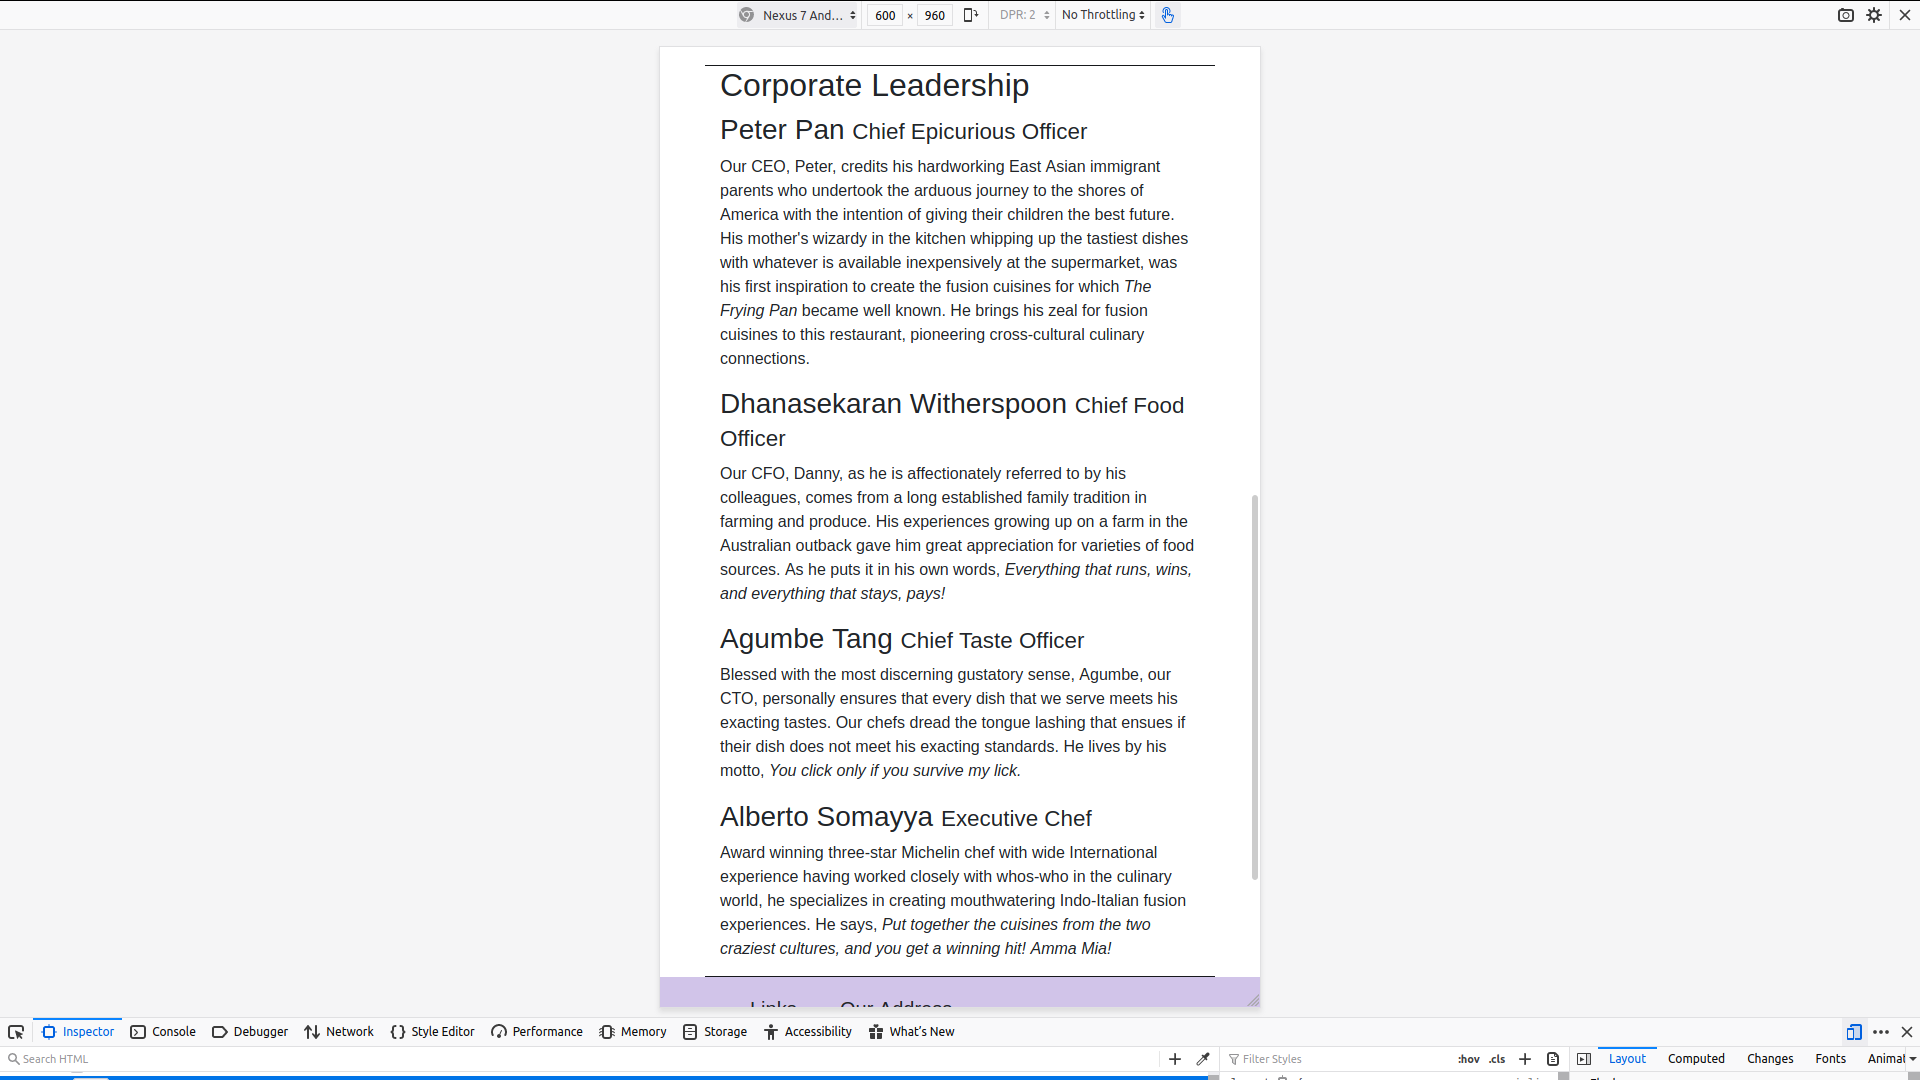 Nexus 7 And... 600 × 960 DPR: 2 No Throttling
Corporate Leadership
Peter Pan Chief Epicurious Officer
Our CEO, Peter, credits his hardworking East Asian immigrant
parents who undertook the arduous journey to the shores of
America with the intention of giving their children the best future.
His mother's wizardy in the kitchen whipping up the tastiest dishes
with whatever is available inexpensively at the supermarket, was
his first inspiration to create the fusion cuisines for which The
Frying Pan became well known. He brings his zeal for fusion
cuisines to this restaurant, pioneering cross-cultural culinary
connections.
Dhanasekaran Witherspoon Chief Food
Officer
Our CFO, Danny, as he is affectionately referred to by his
colleagues, comes from a long established family tradition in
farming and produce. His experiences growing up on a farm in the
Australian outback gave him great appreciation for varieties of food
sources. As he puts it in his own words, Everything that runs, wins,
and everything that stays, pays!
Agumbe Tang Chief Taste Officer
Blessed with the most discerning gustatory sense, Agumbe, our
CTO, personally ensures that every dish that we serve meets his
exacting tastes. Our chefs dread the tongue lashing that ensues if
their dish does not meet his exacting standards. He lives by his
motto, You click only if you survive my lick.
Alberto Somayya Executive Chef
Award winning three-star Michelin chef with wide International
experience having worked closely with whos-who in the culinary
world, he specializes in creating mouthwatering Indo-Italian fusion
experiences. He says, Put together the cuisines from the two
craziest cultures, and you get a winning hit! Amma Mia!
Links Our Address
Inspector Console Debugger Network Style Editor Performance Memory Storage Accessibility What's New
Search HTML Filter Styles :hov .cls Layout Computed Changes Fonts Animat